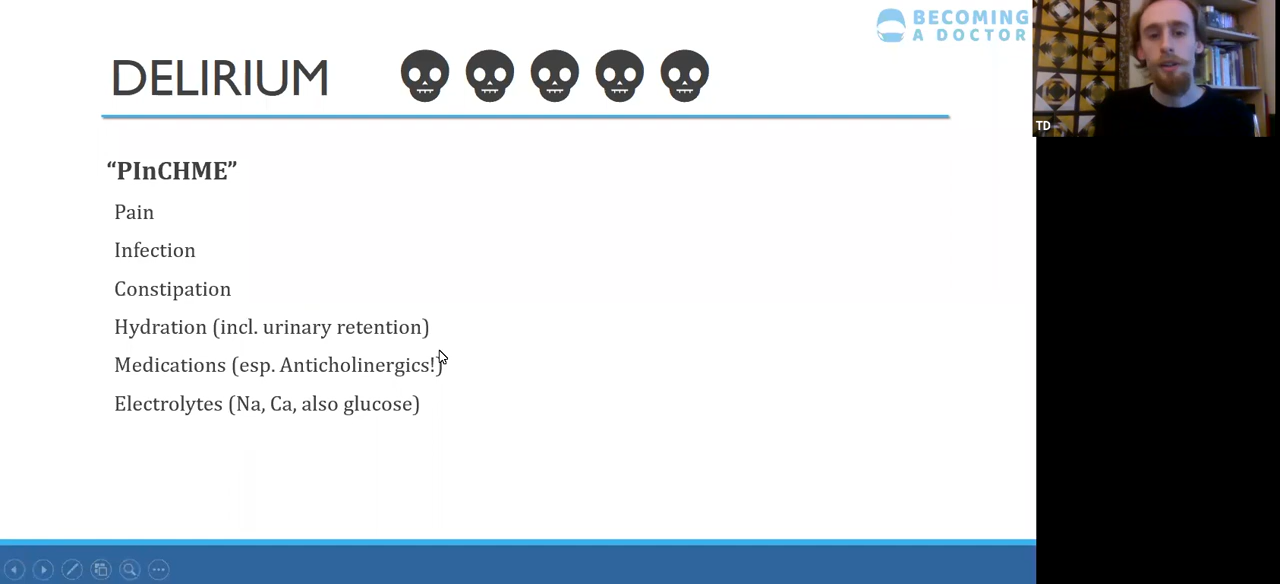 BECOMING
A DOCTOR
DELIRIUM
“PInCHME”
Pain
Infection
Constipation
Hydration (incl. urinary retention)
Medications (esp. Anticholinergics!)
Electrolytes (Na, Ca, also glucose)
TD